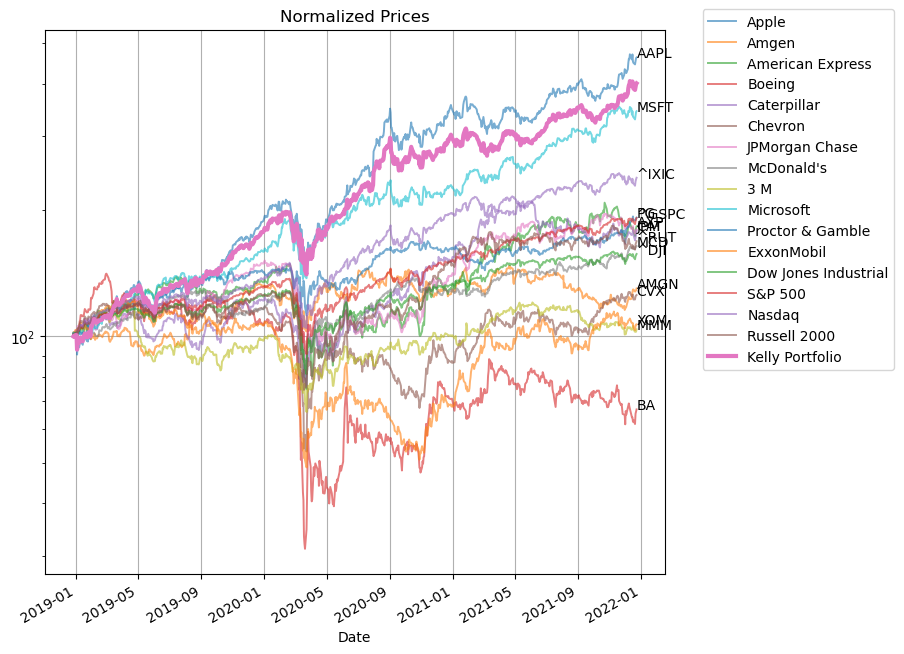 Normalized Prices
Apple
Amgen
American Express
Boeing
Caterpillar
Chevron
JPMorgan Chase
McDonald's
3 M
Microsoft
Proctor & Gamble
ExxonMobil
Dow Jones Industrial
S&P 500
Nasdaq
Russell 2000
Kelly Portfolio
AAPL
MSFT
^IXIC
PG
^GSPC
^RUT
MCD
^DJI
AMGN
CVX
XOM
MMM
BA
10²
2019-01
2019-05
2019-09
2020-01
2020-05
2020-09
2021-01
2021-05
2021-09
2022-01
Date